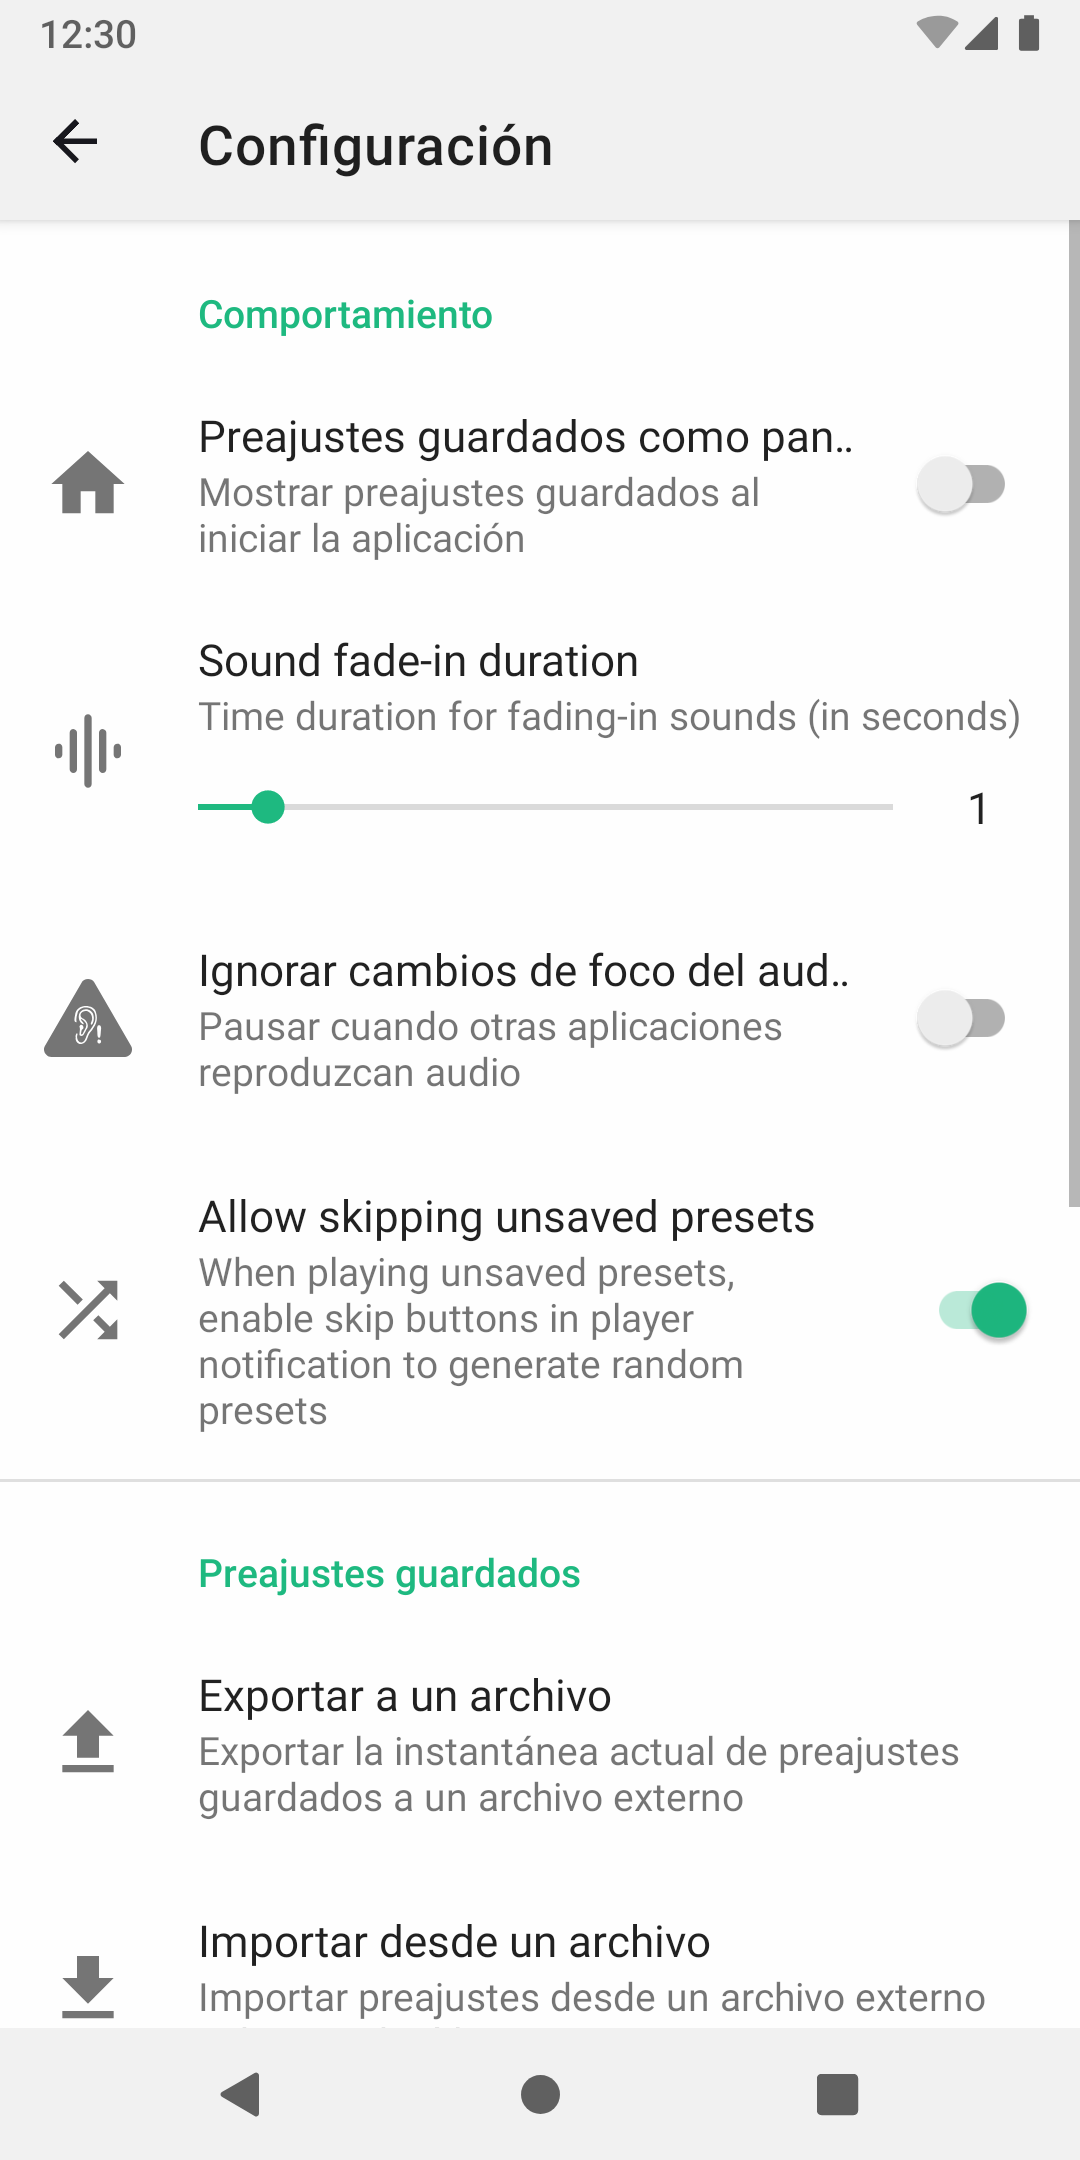 12:30
Configuración
Comportamiento
Preajustes guardados como pan..
Mostrar preajustes guardados al
iniciar la aplicación
Sound fade-in duration
Time duration for fading-in sounds (in seconds)
1
Ignorar cambios de foco del aud..
Pausar cuando otras aplicaciones
reproduzcan audio
Allow skipping unsaved presets
When playing unsaved presets,
enable skip buttons in player
notification to generate random
presets
Preajustes guardados
Exportar a un archivo
Exportar la instantánea actual de preajustes
guardados a un archivo externo
Importar desde un archivo
Importar preajustes desde un archivo externo